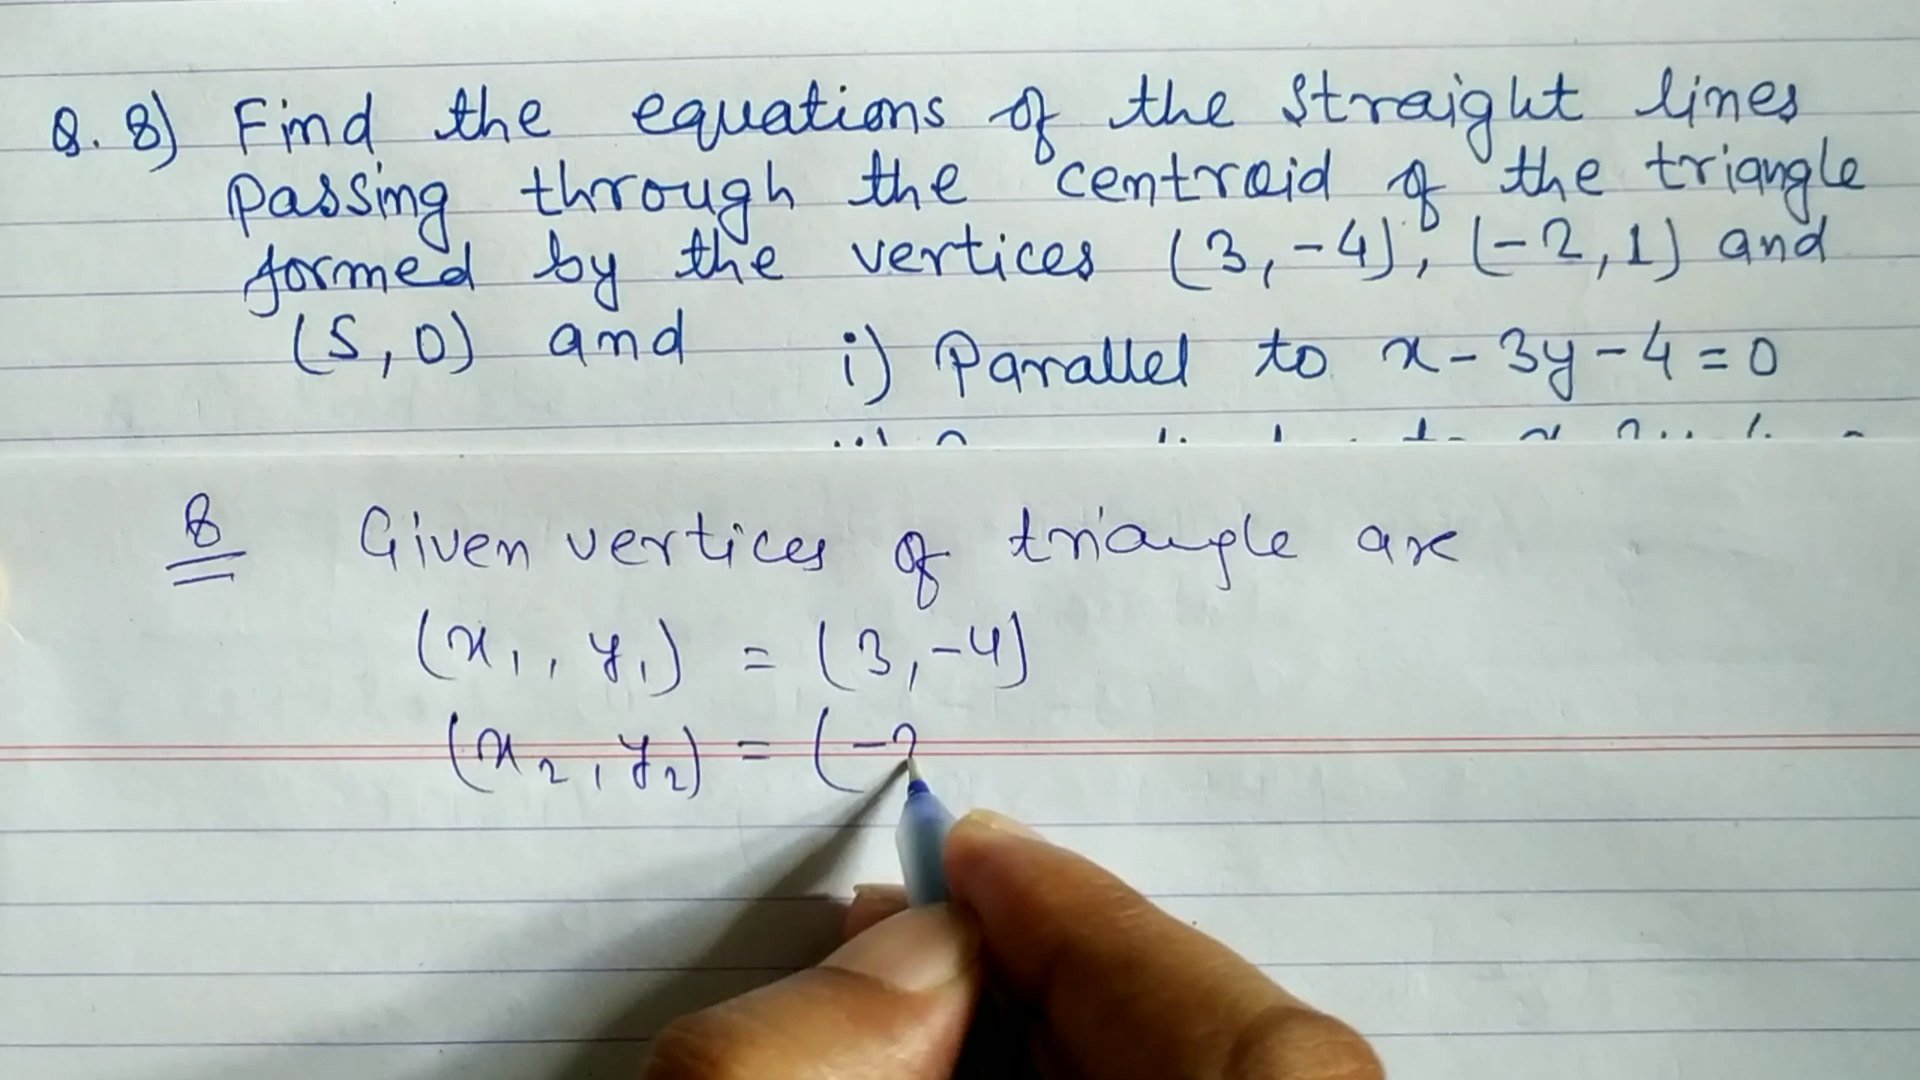 Q. 8) Find the equations of the straight lines
passing through the centroid of the triangle
formed by the vertices (3, -4), (-2, 1) and
(5, 0) and i) Parallel to x - 3y - 4 = 0
8 Given vertices of triangle are
(x₁, y₁) = (3, -4)
(x₂, y₂) = (-2